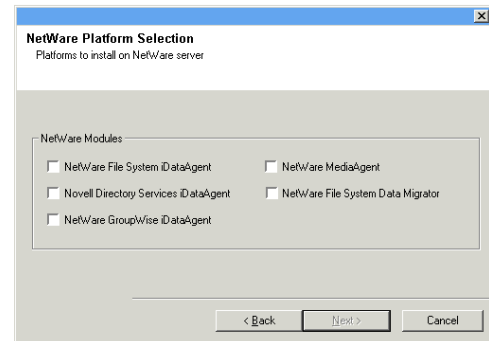 NetWare Platform Selection
Platforms to install on NetWare server
NetWare Modules
NetWare File System iDataAgent
NetWare MediaAgent
Novell Directory Services iDataAgent
NetWare File System Data Migrator
NetWare GroupWise iDataAgent
< Back
Next >
Cancel